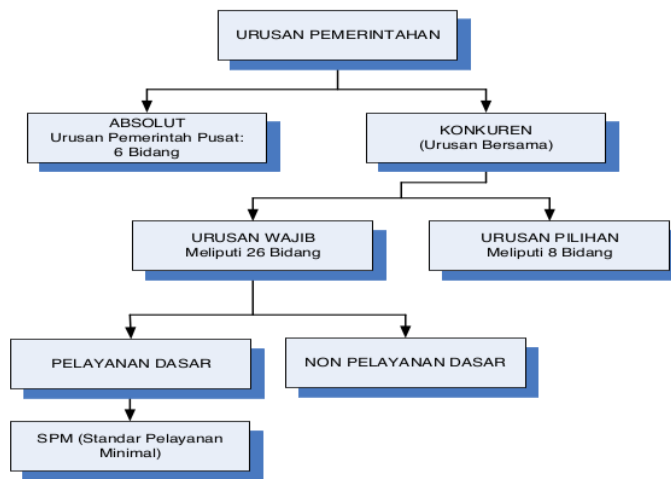 URUSAN PEMERINTAHAN
ABSOLUT
Urusan Pemerintah Pusat:
6 Bidang
KONKUREN
(Urusan Bersama)
URUSAN WAJIB
Meliputi 26 Bidang
URUSAN PILIHAN
Meliputi 8 Bidang
PELAYANAN DASAR
NON PELAYANAN DASAR
SPM (Standar Pelayanan
Minimal)